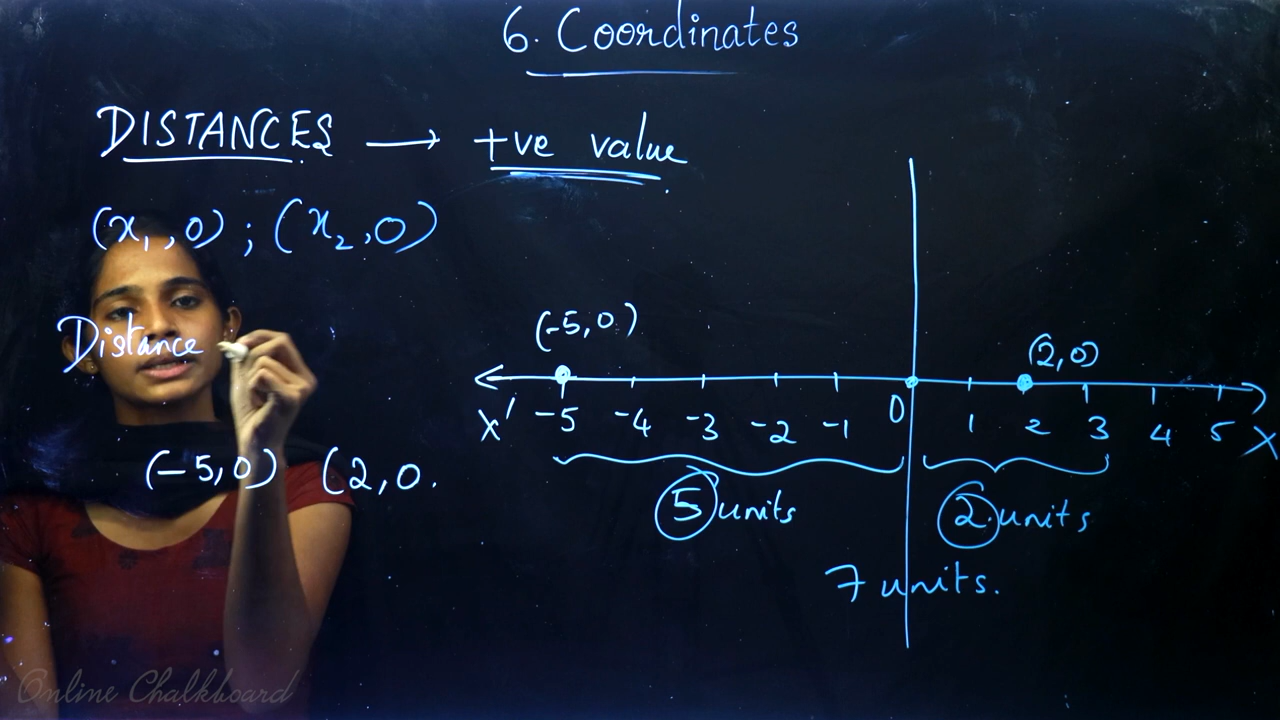 6. Coordinates
DISTANCES → +ve value
(x₁, 0) ; (x₂, 0)
Distance
(-5, 0) (2, 0.
(-5, 0.)
(2, 0)
X' -5 -4 -3 -2 -1 0 1 2 3 4 5 X
5 units 2. units
7 units.
Online Chalkboard